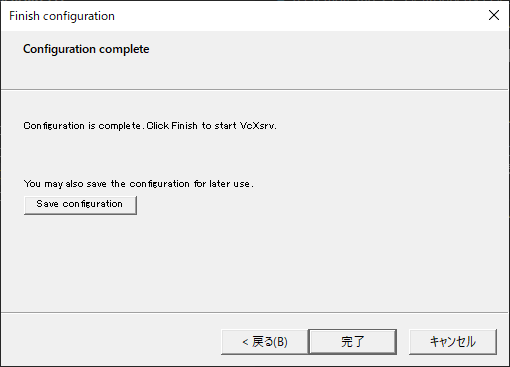 Finish configuration
Configuration complete
Configuration is complete. Click Finish to start VcXsrv.
You may also save the configuration for later use.
Save configuration
< 戻る(B)
完了
キャンセル